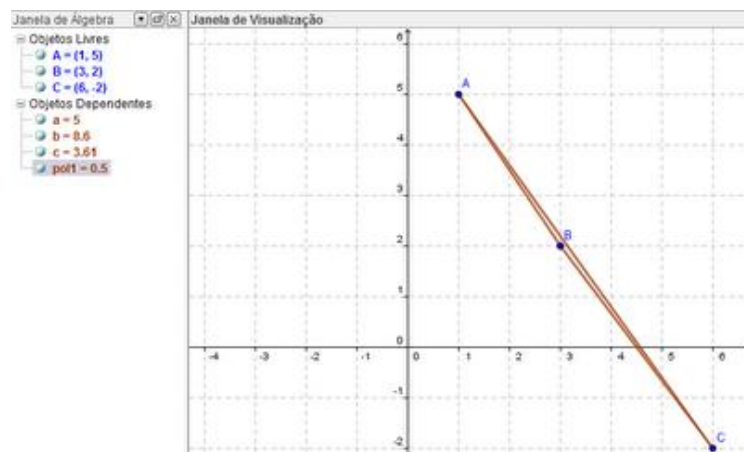 Janela de Álgebra
Objetos Livres
A = (1, 5)
B = (3, 2)
C = (6, -2)
Objetos Dependentes
a = 5
b = 8.6
c = 3.61
pol1 = 0.5
Janela de Visualização
6
5
4
3
2
1
0
-1
-2
-4 -3 -2 -1 0 1 2 3 4 5 6
A
B
C